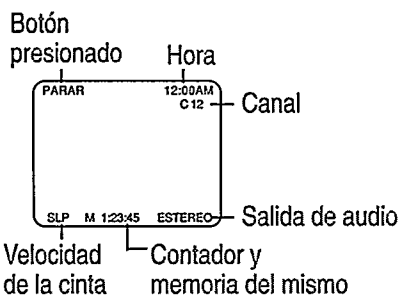 Botón
presionado
Hora
PARAR
12:00AM
C12
Canal
SLP M 1:23:45 ESTEREO
Salida de audio
Velocidad
de la cinta
Contador y
memoria del mismo